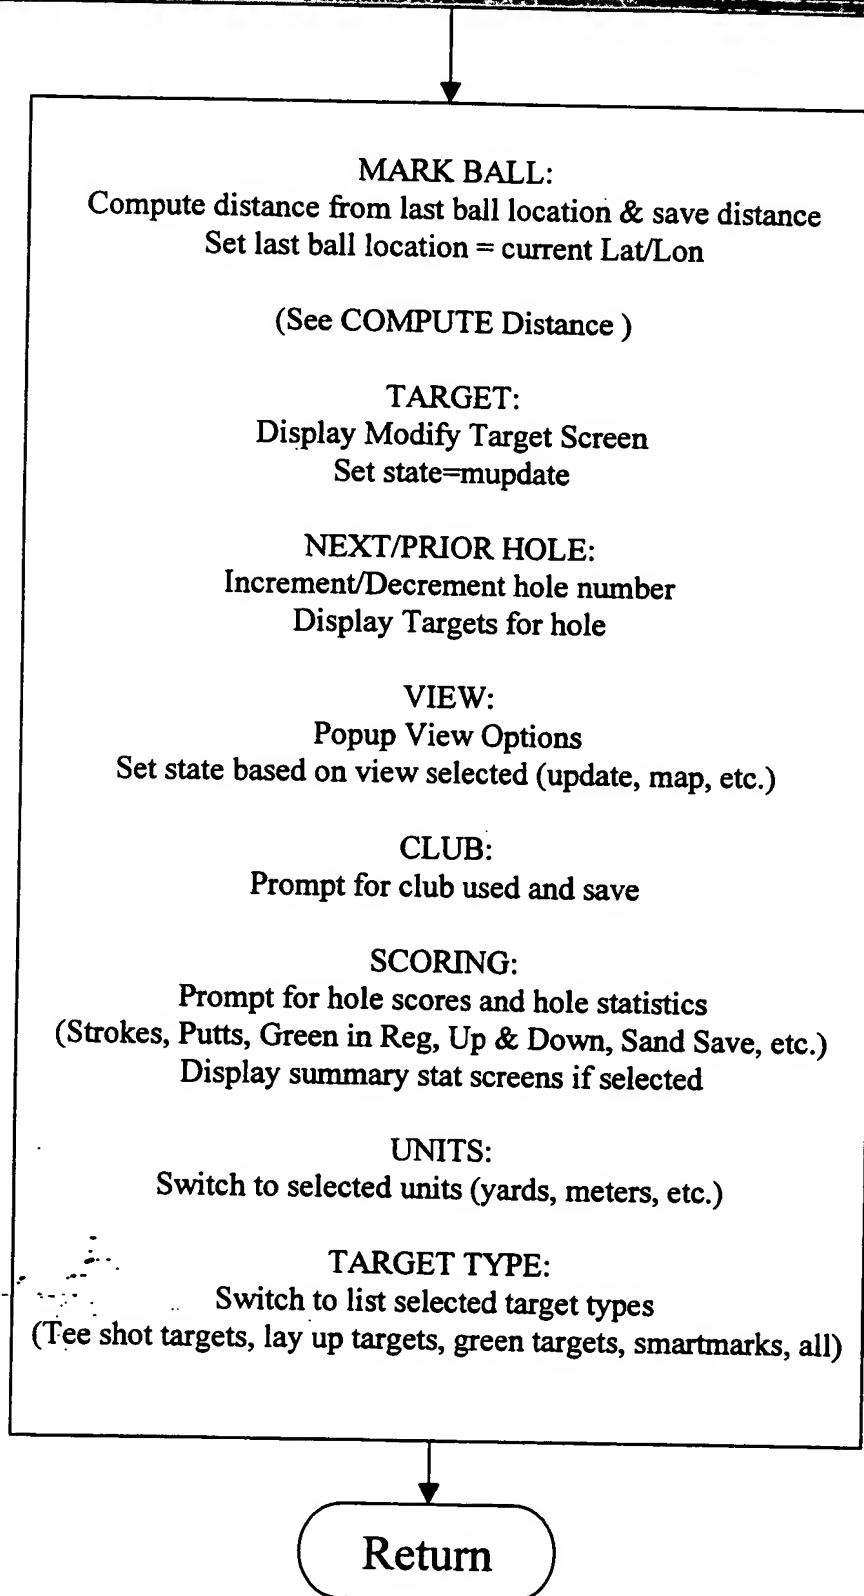 MARK BALL:
Compute distance from last ball location & save distance
Set last ball location = current Lat/Lon
(See COMPUTE Distance )
TARGET:
Display Modify Target Screen
Set state=mupdate
NEXT/PRIOR HOLE:
Increment/Decrement hole number
Display Targets for hole
VIEW:
Popup View Options
Set state based on view selected (update, map, etc.)
CLUB:
Prompt for club used and save
SCORING:
Prompt for hole scores and hole statistics
(Strokes, Putts, Green in Reg, Up & Down, Sand Save, etc.)
Display summary stat screens if selected
UNITS:
Switch to selected units (yards, meters, etc.)
TARGET TYPE:
Switch to list selected target types
(Tee shot targets, lay up targets, green targets, smartmarks, all)
Return